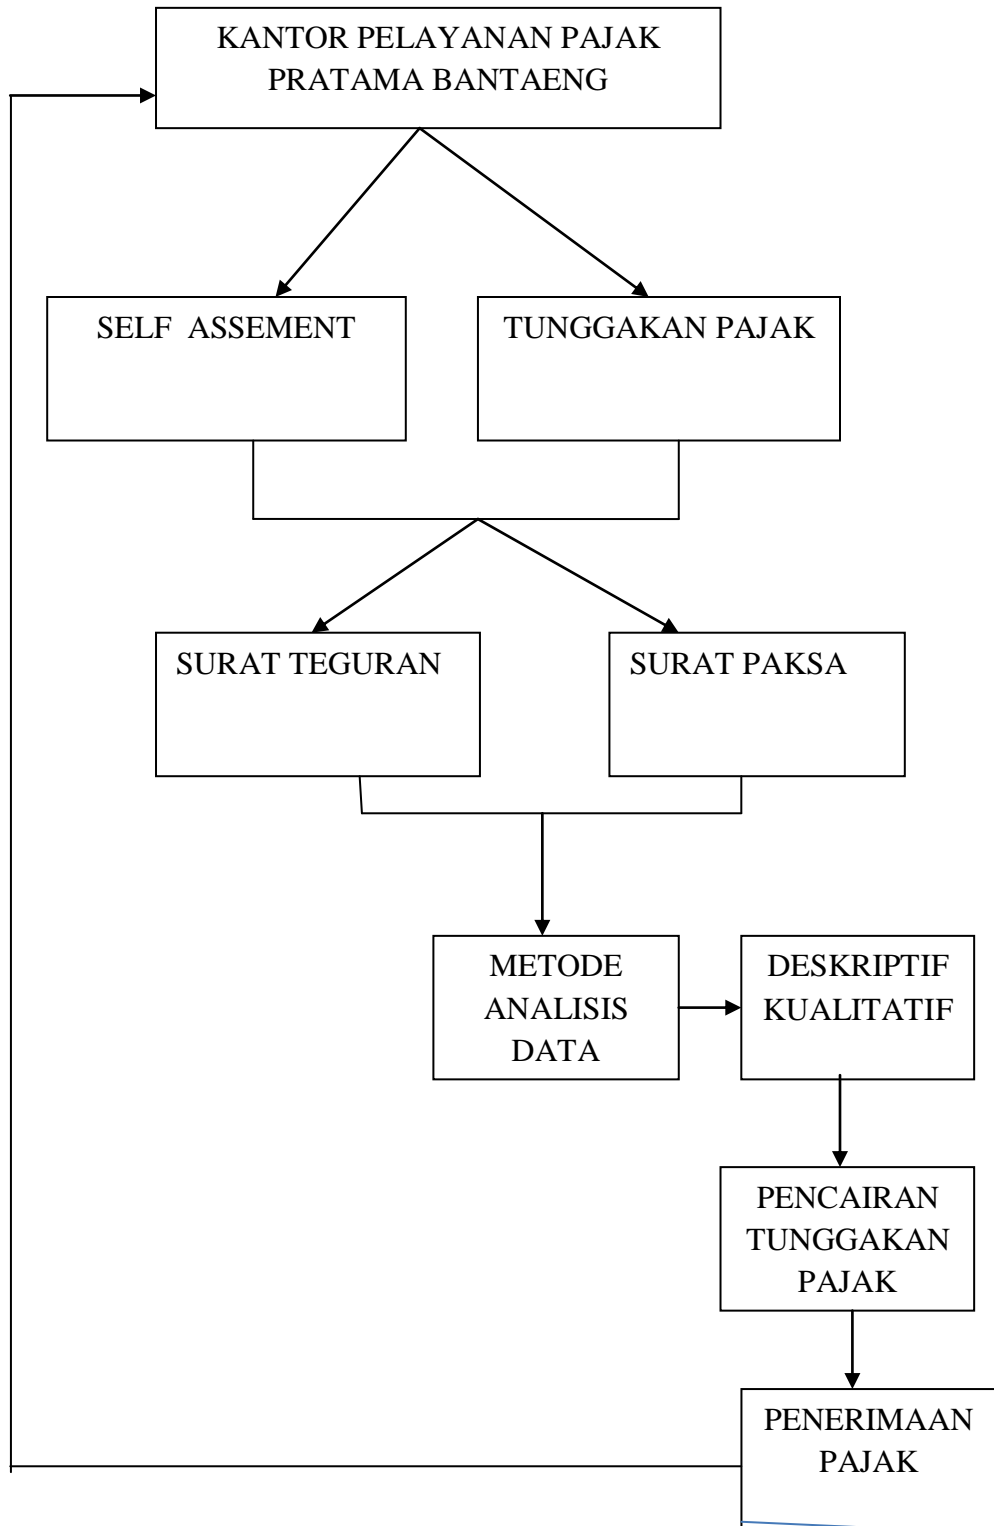 KANTOR PELAYANAN PAJAK
PRATAMA BANTAENG
SELF ASSEMENT
TUNGGAKAN PAJAK
SURAT TEGURAN
SURAT PAKSA
METODE
ANALISIS
DATA
DESKRIPTIF
KUALITATIF
PENCAIRAN
TUNGGAKAN
PAJAK
PENERIMAAN
PAJAK